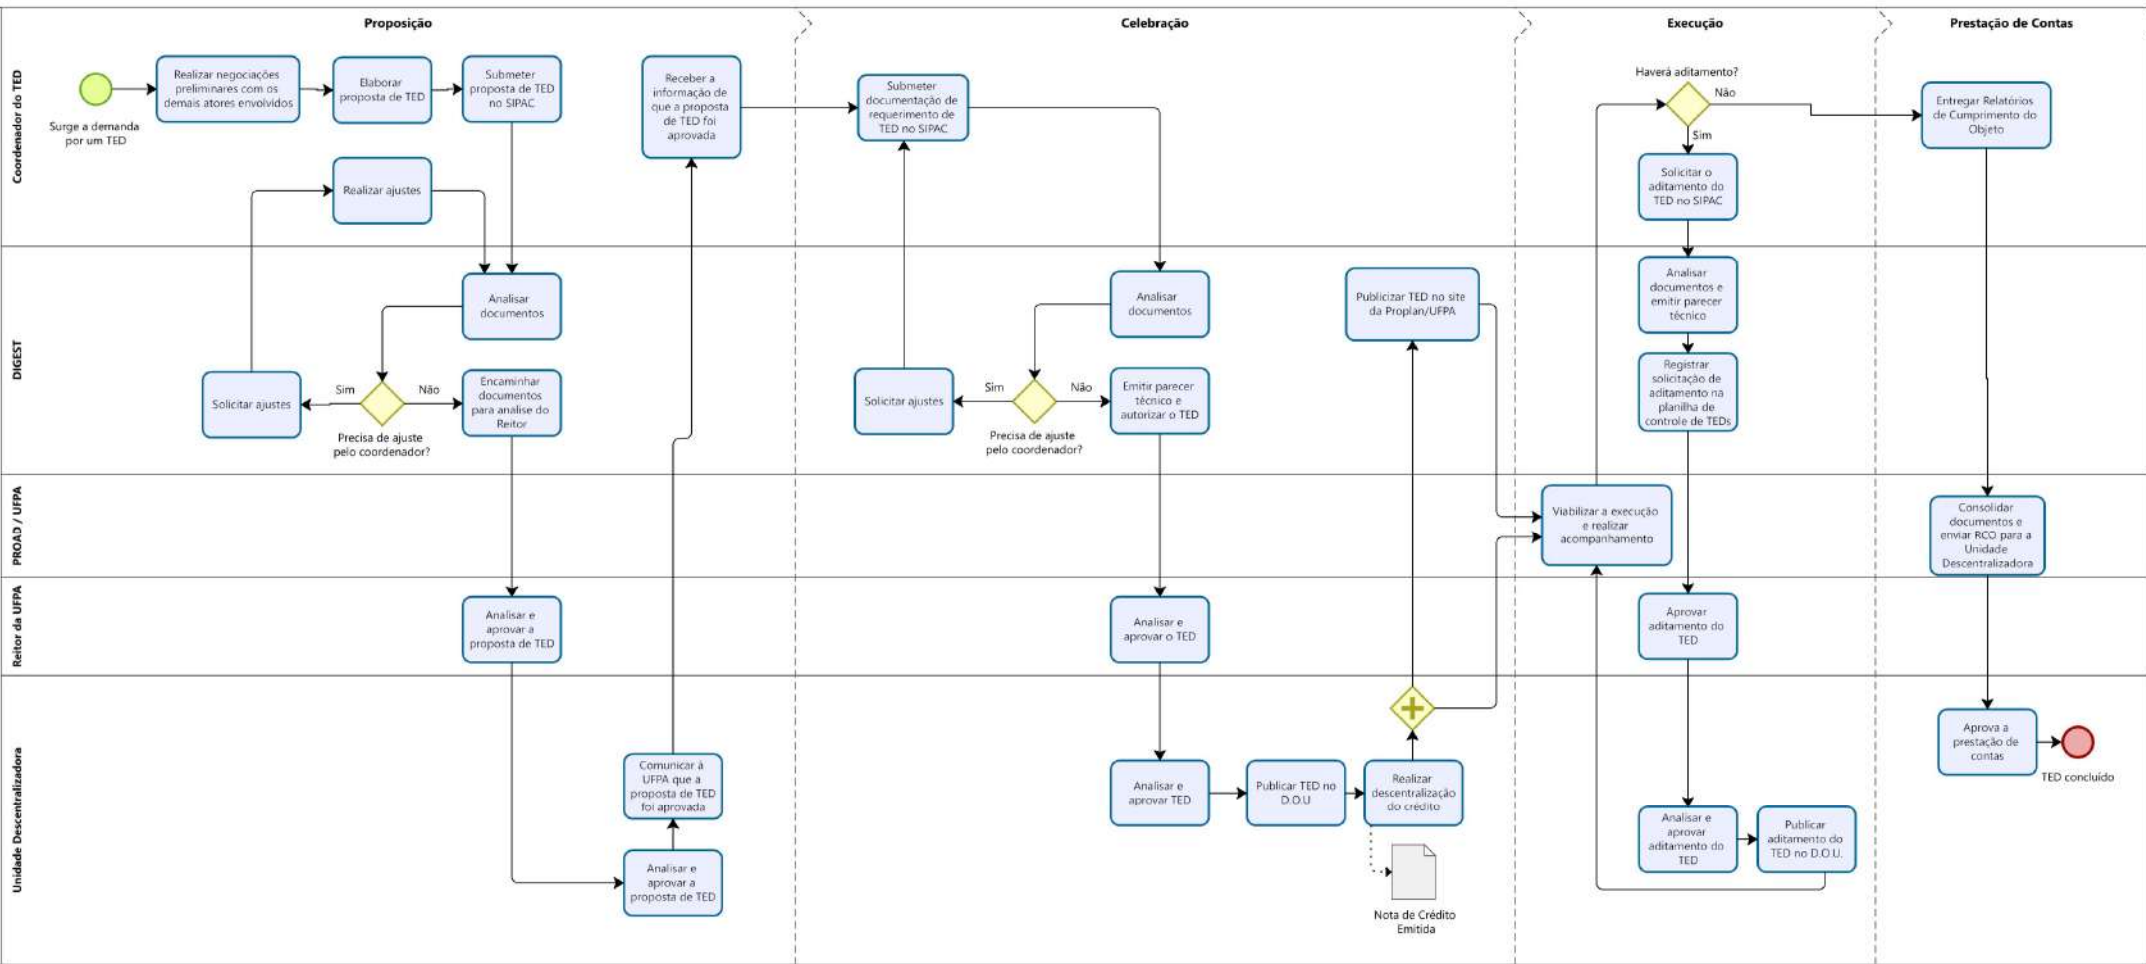 Proposição
Celebração
Execução
Prestação de Contas
Coordenador do TED
Surge a demanda
por um TED
Realizar negociações
preliminares com os
demais atores envolvidos
Elaborar
proposta de TED
Submeter
proposta de TED
no SIPAC
Realizar ajustes
Receber a
informação de
que a proposta
de TED foi
aprovada
Submeter
documentação de
requerimento de
TED no SIPAC
Haverá aditamento?
Não
Sim
Solicitar o
aditamento do
TED no SIPAC
Entregar Relatórios
de Cumprimento do
Objeto
DIGEST
Analisar
documentos
Solicitar ajustes
Sim
Não
Precisa de ajuste
pelo coordenador?
Encaminhar
documentos
para analise do
Reitor
Analisar
documentos
Solicitar ajustes
Sim
Não
Precisa de ajuste
pelo coordenador?
Emitir parecer
técnico e
autorizar o TED
Publicizar TED no site
da Proplan/UFPA
Analisar
documentos e
emitir parecer
técnico
Registrar
solicitação de
aditamento na
planilha de
controle de TEDs
PROAD / UFPA
Viabilizar a execução
e realizar
acompanhamento
Consolidar
documentos e
enviar RCO para a
Unidade
Descentralizadora
Reitor da UFPA
Analisar e
aprovar a
proposta de TED
Analisar e
aprovar o TED
Aprovar
aditamento do
TED
Unidade Descentralizadora
Comunicar à
UFPA que a
proposta de TED
foi aprovada
Analisar e
aprovar a
proposta de TED
Analisar e
aprovar TED
Publicar TED no
D.O.U
Realizar
descentralização
do crédito
Nota de Crédito
Emitida
Analisar e
aprovar
aditamento do
TED
Publicar
aditamento do
TED no D.O.U.
Aprova a
prestação de
contas
TED concluído